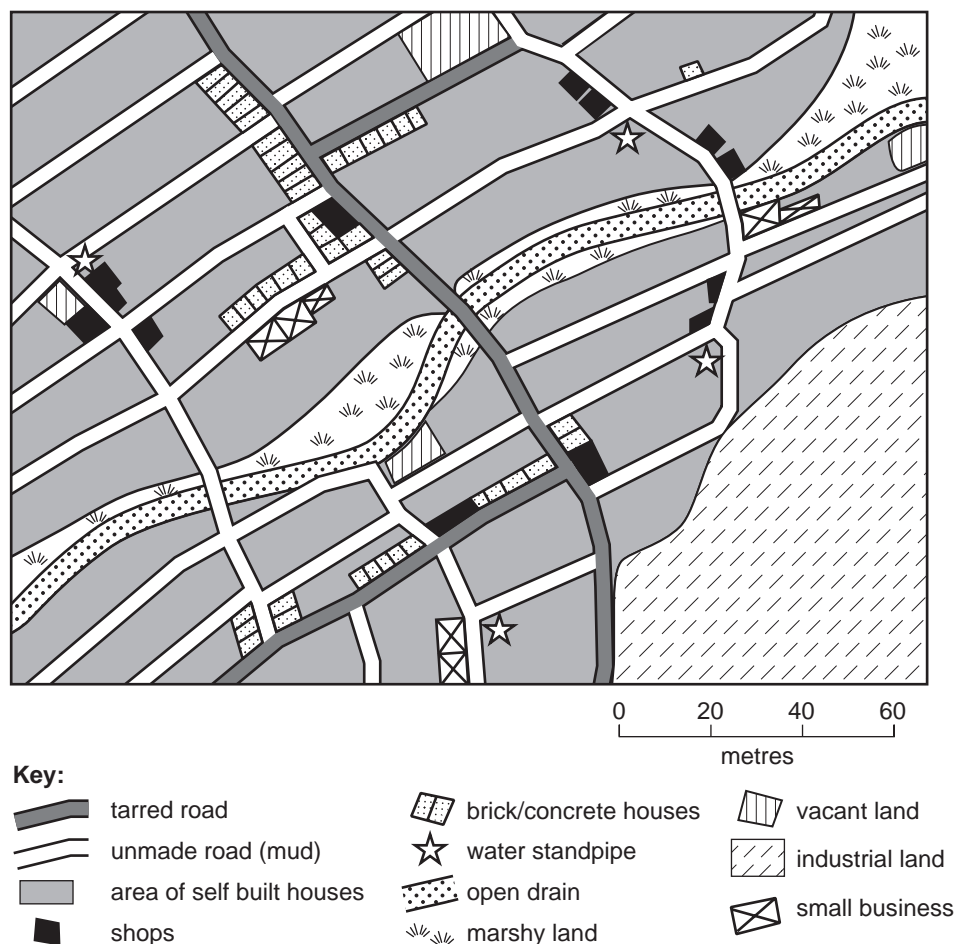 0 20 40 60
metres
Key:
tarred road
unmade road (mud)
area of self built houses
shops
brick/concrete houses
water standpipe
open drain
marshy land
vacant land
industrial land
small business